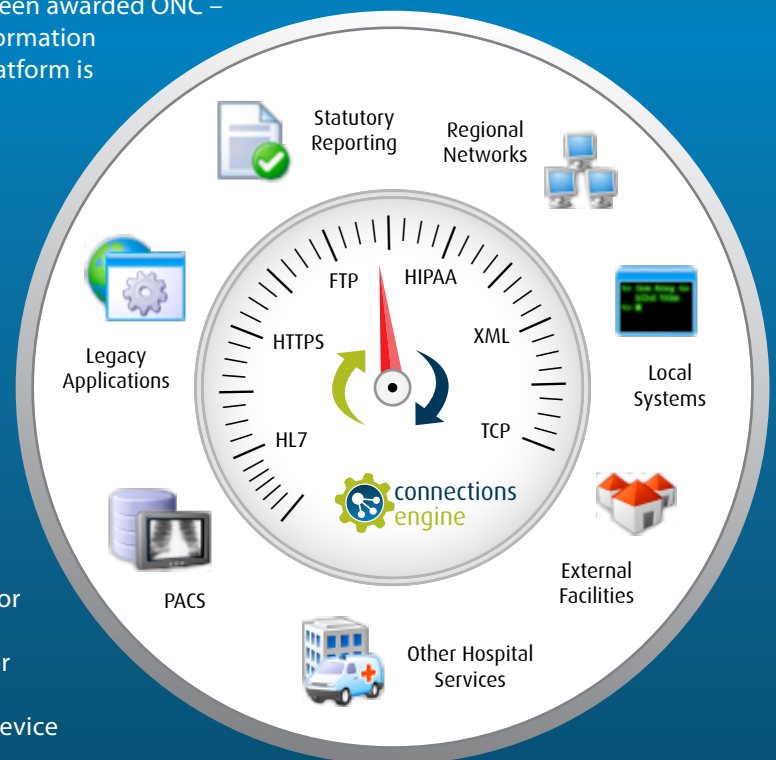 een awarded ONC –
ormation
atform is
Statutory
Reporting
Regional
Networks
Legacy
Applications
Local
Systems
PACS
External
Facilities
Other Hospital
Services
FTP
HIPAA
HTTPS
XML
HL7
TCP
connections
engine
or
r
evice